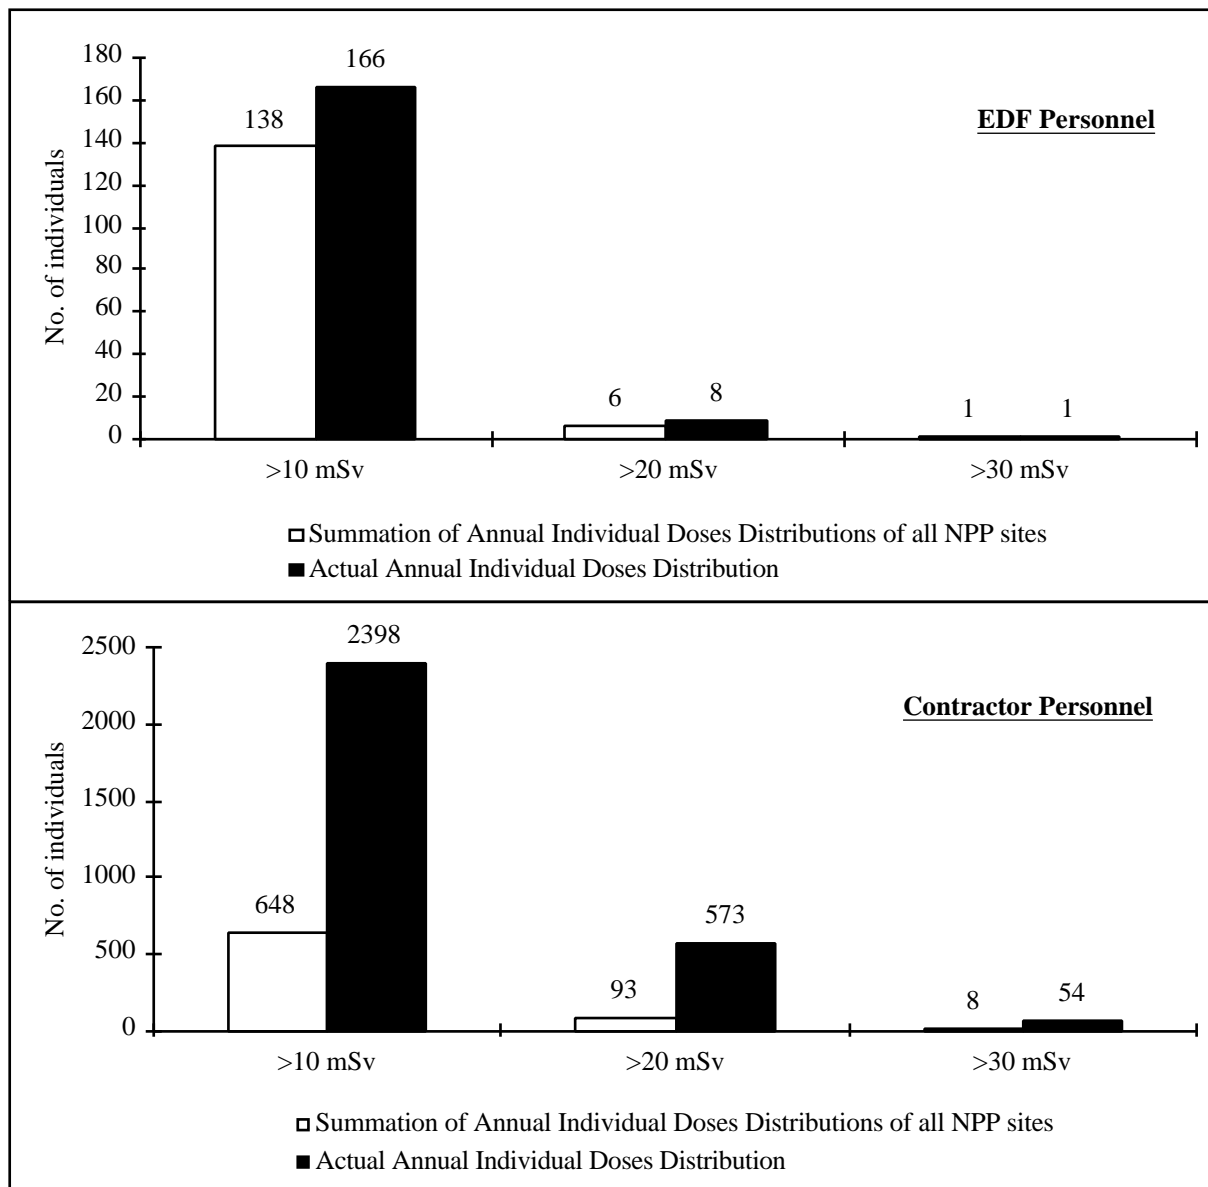 180
160
140
120
100
80
60
40
20
0
No. of individuals
138
166
6
8
1
1
EDF Personnel
>10 mSv
>20 mSv
>30 mSv
Summation of Annual Individual Doses Distributions of all NPP sites
Actual Annual Individual Doses Distribution
2500
2000
1500
1000
500
0
No. of individuals
648
2398
93
573
8
54
Contractor Personnel
>10 mSv
>20 mSv
>30 mSv
Summation of Annual Individual Doses Distributions of all NPP sites
Actual Annual Individual Doses Distribution